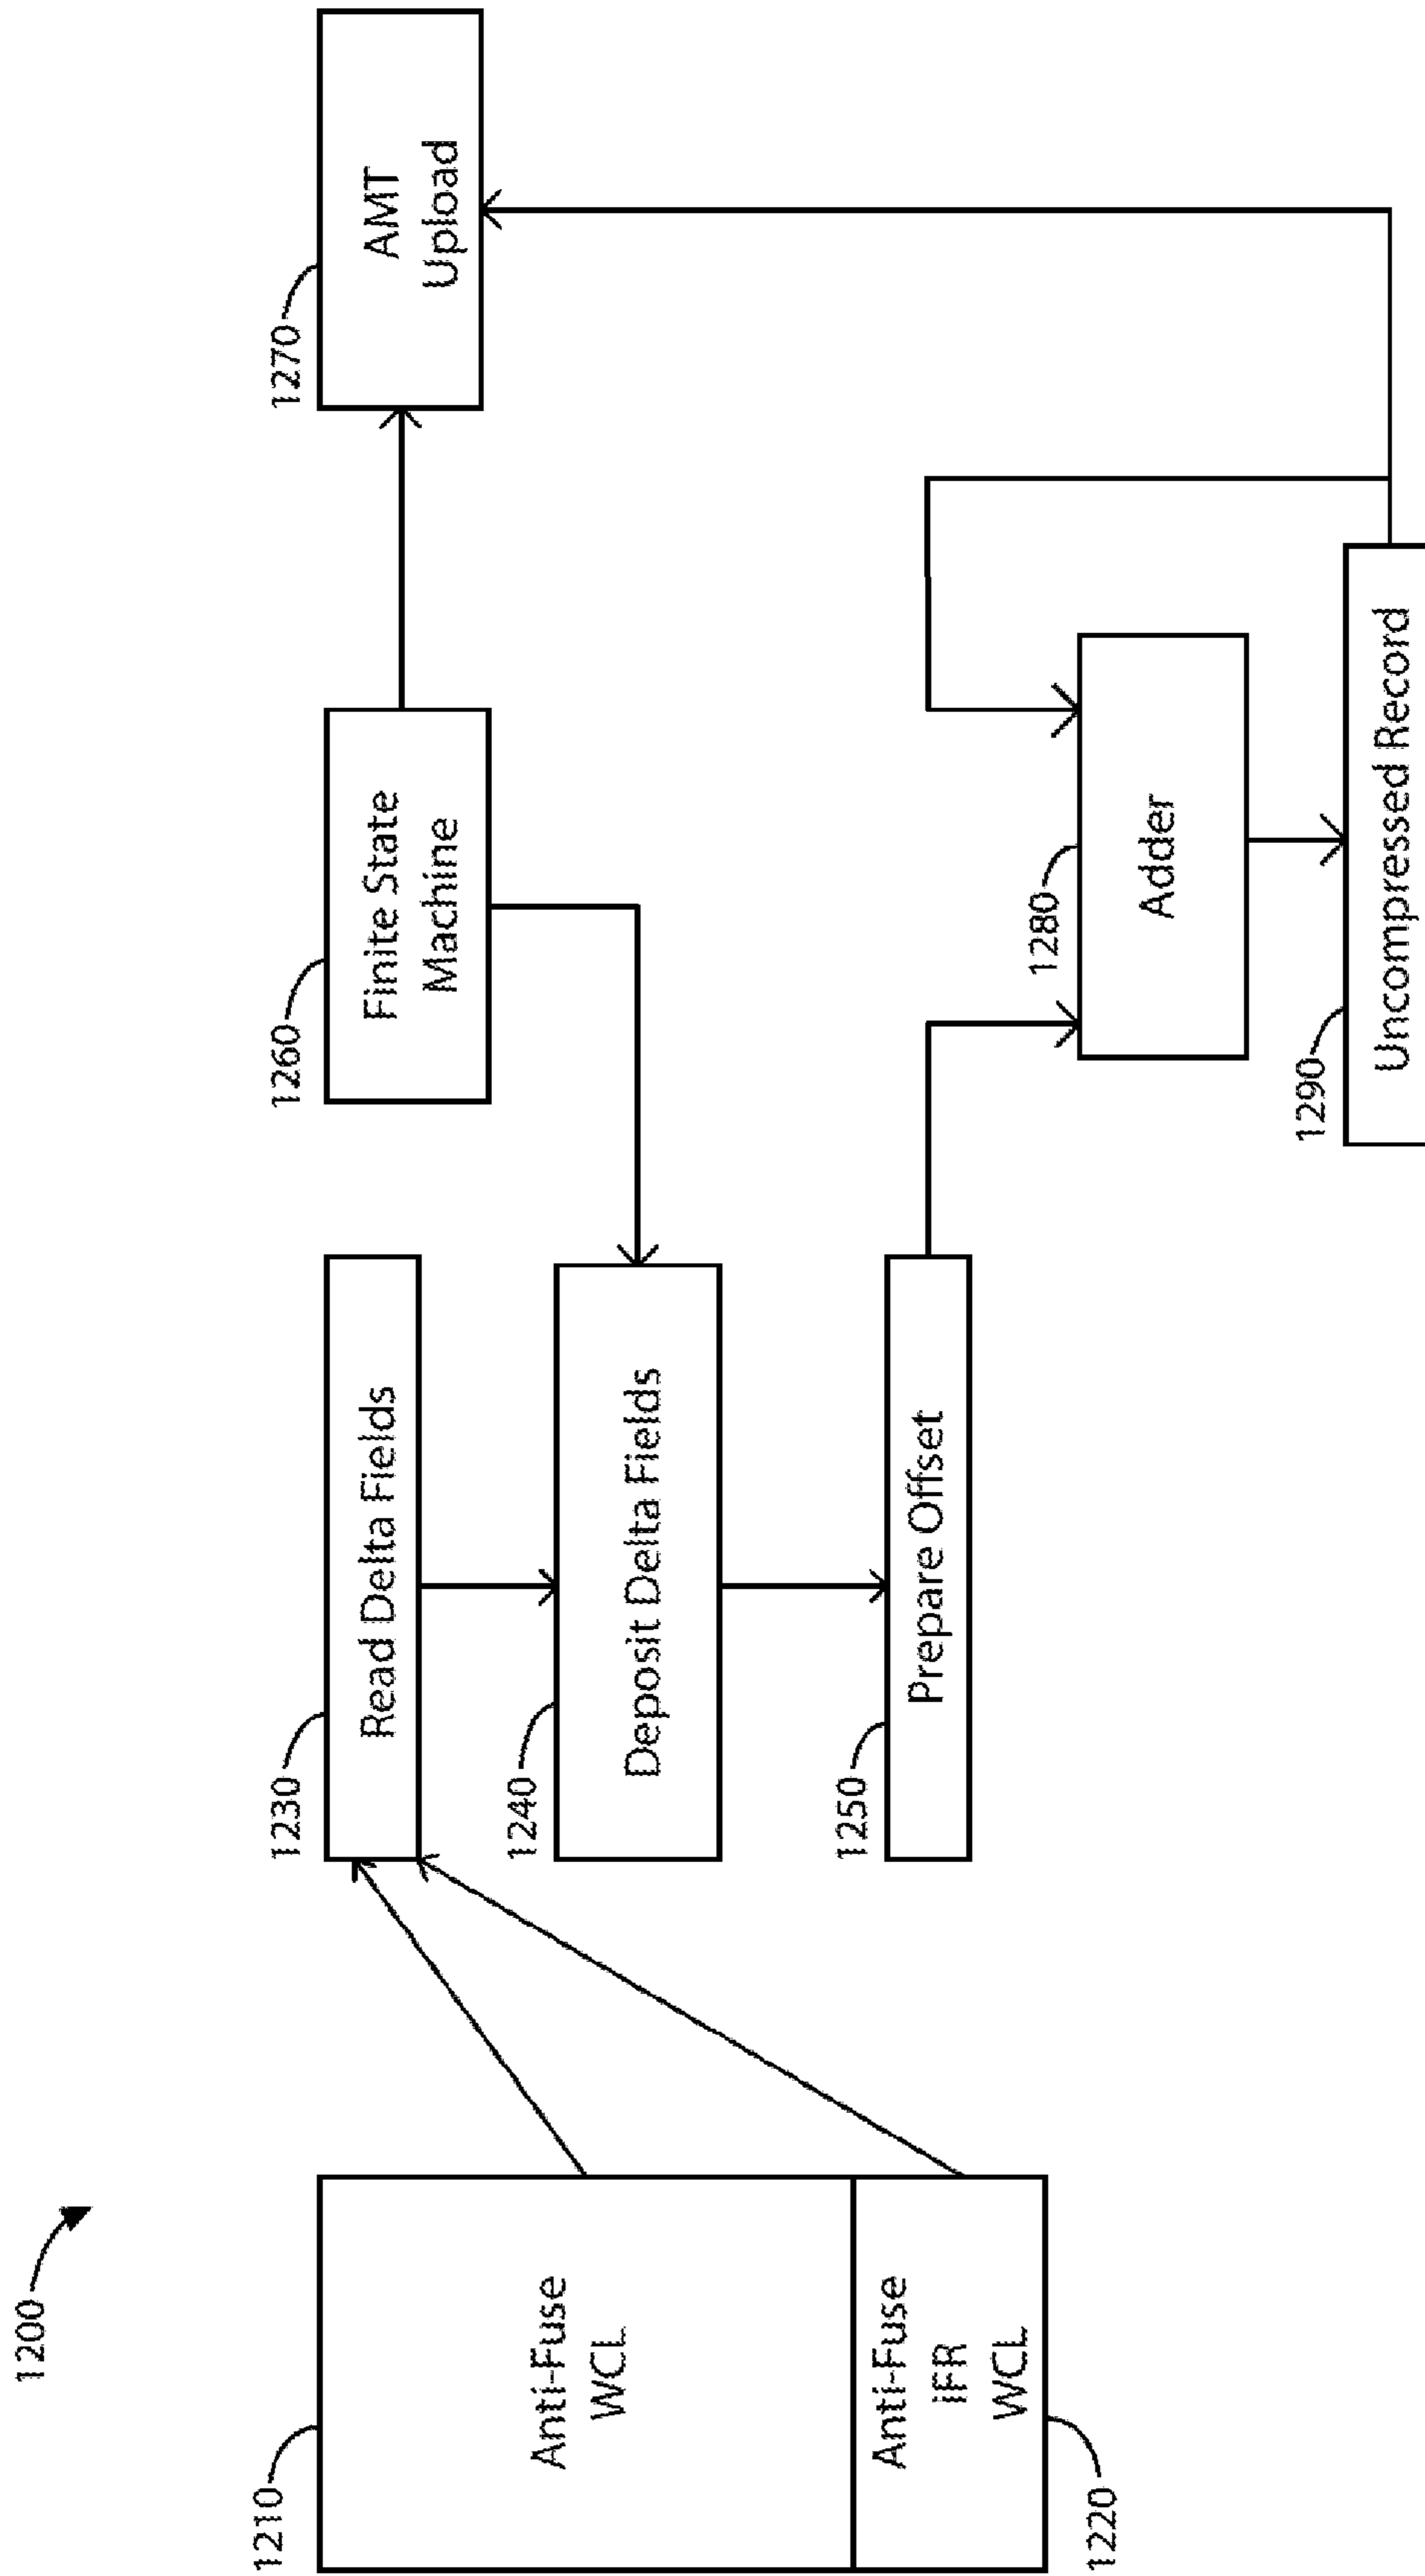 1200
1210
Anti-Fuse
WCL
Anti-Fuse
IFR
WCL
1220
1230
Read Delta Fields
1240
Deposit Delta Fields
1250
Prepare Offset
1260
Finite State
Machine
1270
AMT
Upload
1280
Adder
1290
Uncompressed Record